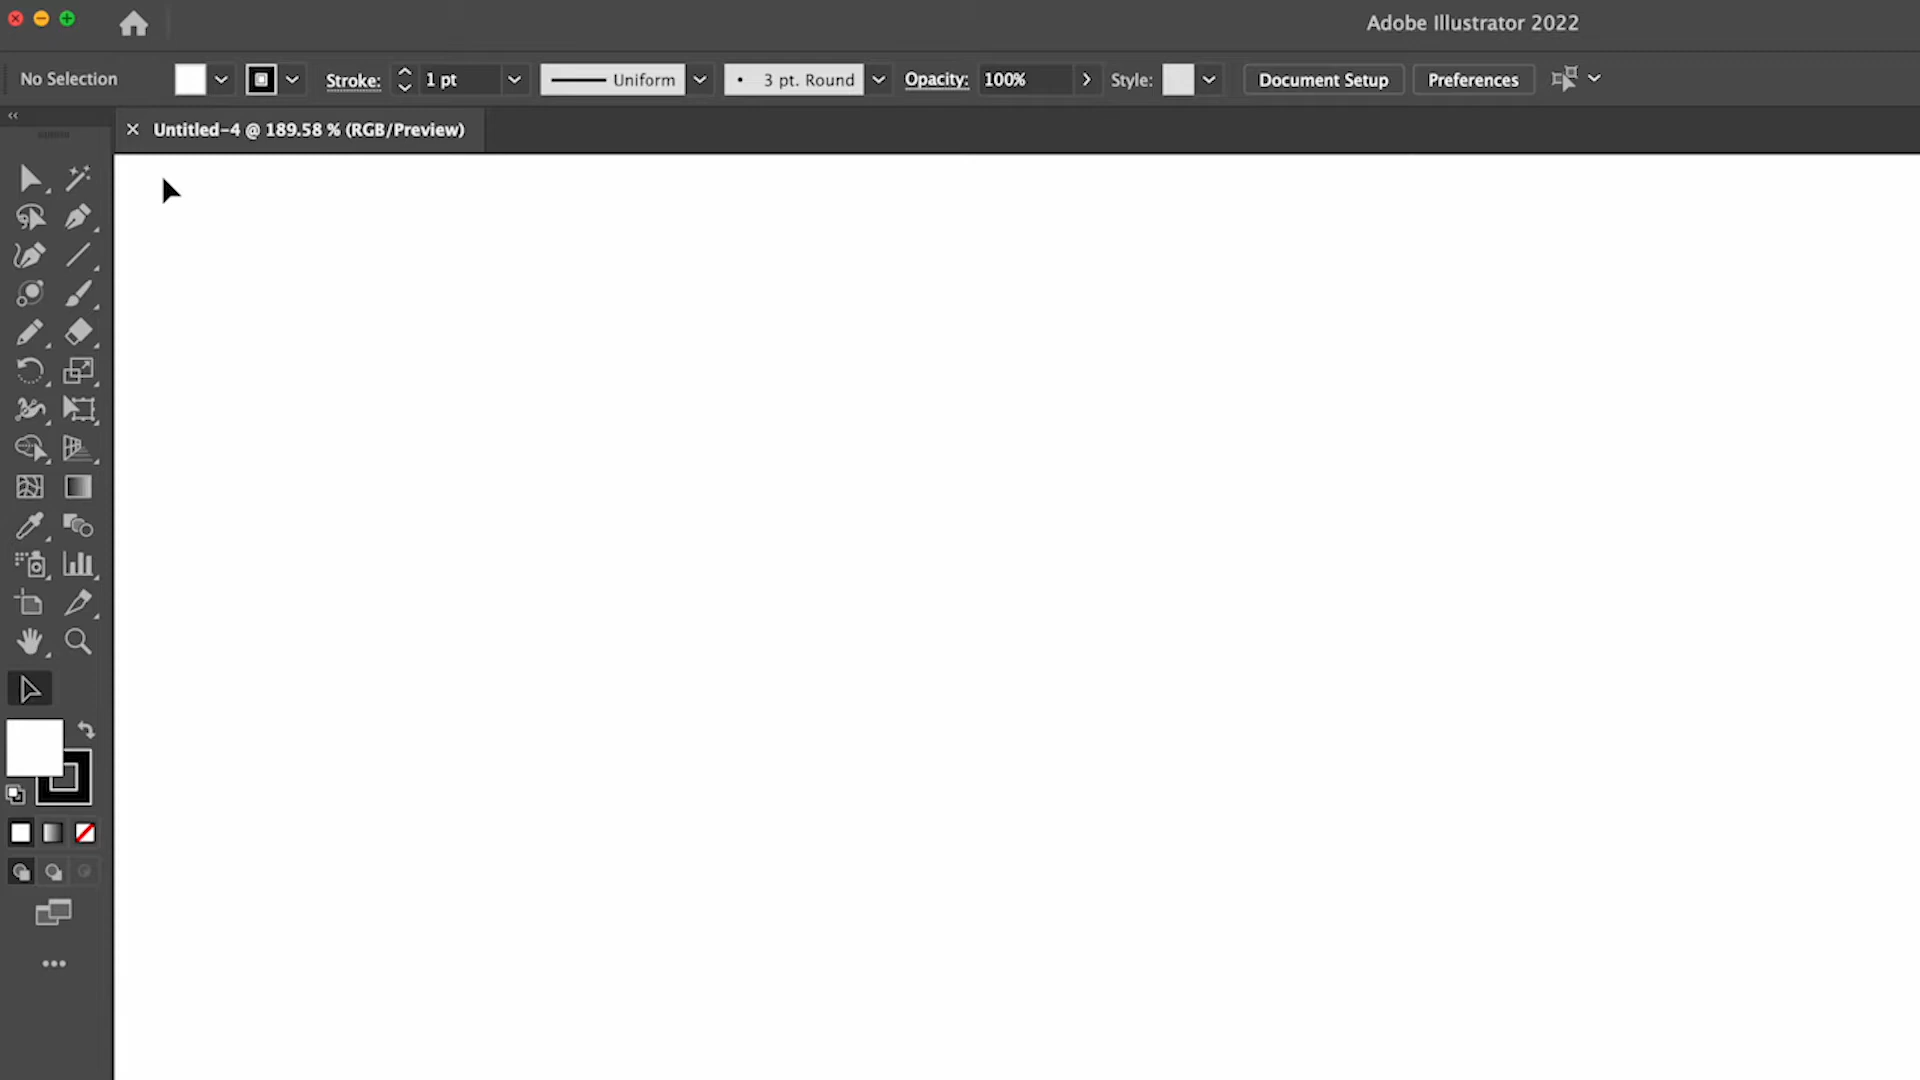 Adobe Illustrator 2022
No Selection Stroke: 1 pt Uniform 3 pt. Round Opacity: 100% Style: Document Setup Preferences
Untitled-4 @ 189.58 % (RGB/Preview)